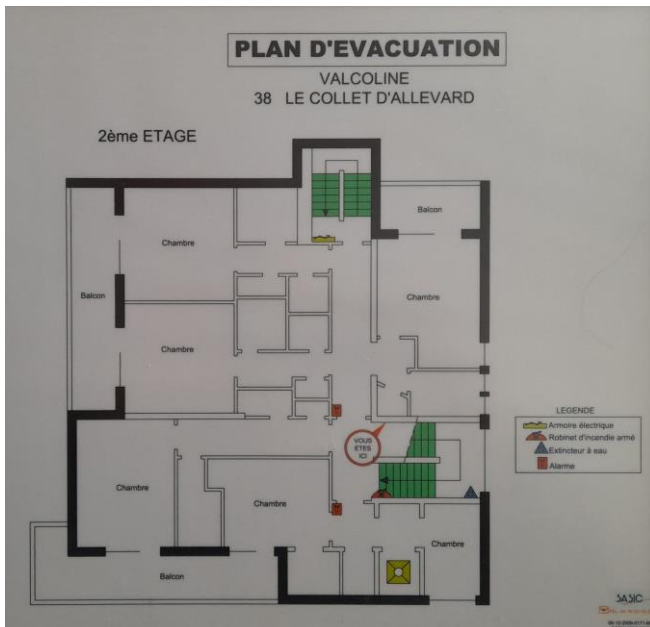 PLAN D'EVACUATION
VALCOLINE
38 LE COLLET D'ALLEVARD
2ème ETAGE
Balcon
Chambre
Chambre
Balcon
Chambre
LEGENDE
Armoire électrique
Robinet d'incendie armé
Extincteur à eau
Alarme
VOUS
ETES
ICI
Chambre
Chambre
Chambre
Balcon
SASIC